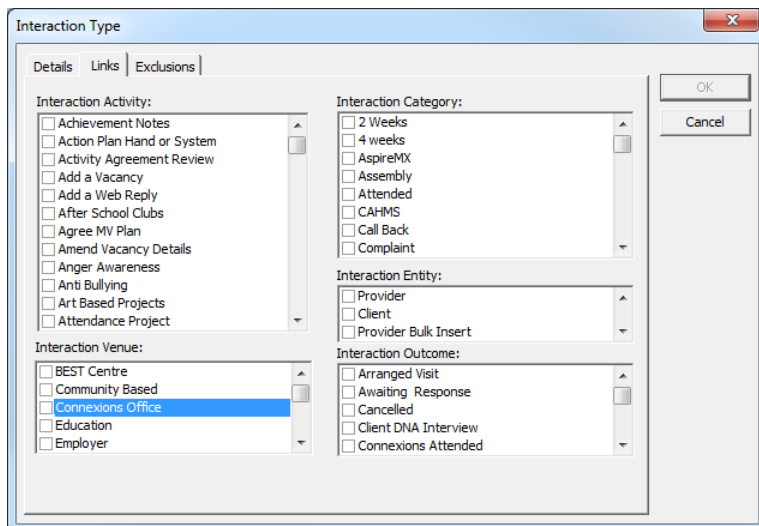 Interaction Type
Details
Links
Exclusions
OK
Cancel
Interaction Activity:
Achievement Notes
Action Plan Hand or System
Activity Agreement Review
Add a Vacancy
Add a Web Reply
After School Clubs
Agree MV Plan
Amend Vacancy Details
Anger Awareness
Anti Bullying
Art Based Projects
Attendance Project
Interaction Venue:
BEST Centre
Community Based
Connexions Office
Education
Employer
Interaction Category:
2 Weeks
4 weeks
AspireMX
Assembly
Attended
CAHMS
Call Back
Complaint
Interaction Entity:
Provider
Client
Provider Bulk Insert
Interaction Outcome:
Arranged Visit
Awaiting  Response
Cancelled
Client DNA Interview
Connexions Attended